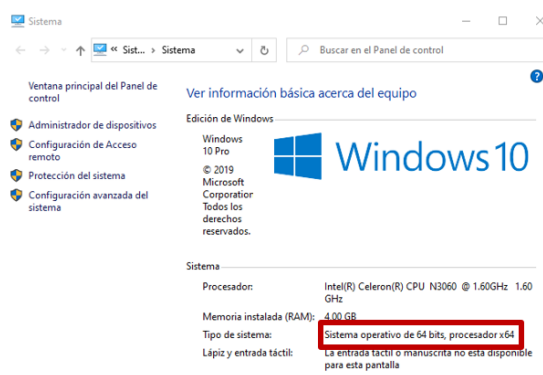 Sistema
« Sist... › Sistema
Buscar en el Panel de control
Ventana principal del Panel de
control
Ver información básica acerca del equipo
Administrador de dispositivos
Configuración de Acceso
remoto
Protección del sistema
Configuración avanzada del
sistema
Edición de Windows
Windows
10 Pro
© 2019
Microsoft
Corporatior
Todos los
derechos
reservados.
Windows 10
Sistema
Procesador: Intel(R) Celeron(R) CPU N3060 @ 1.60GHz 1.60
GHz
Memoria instalada (RAM): 4.00 GB
Tipo de sistema: Sistema operativo de 64 bits, procesador x64
Lápiz y entrada táctil: La entrada táctil o manuscrita no está disponible
para esta pantalla